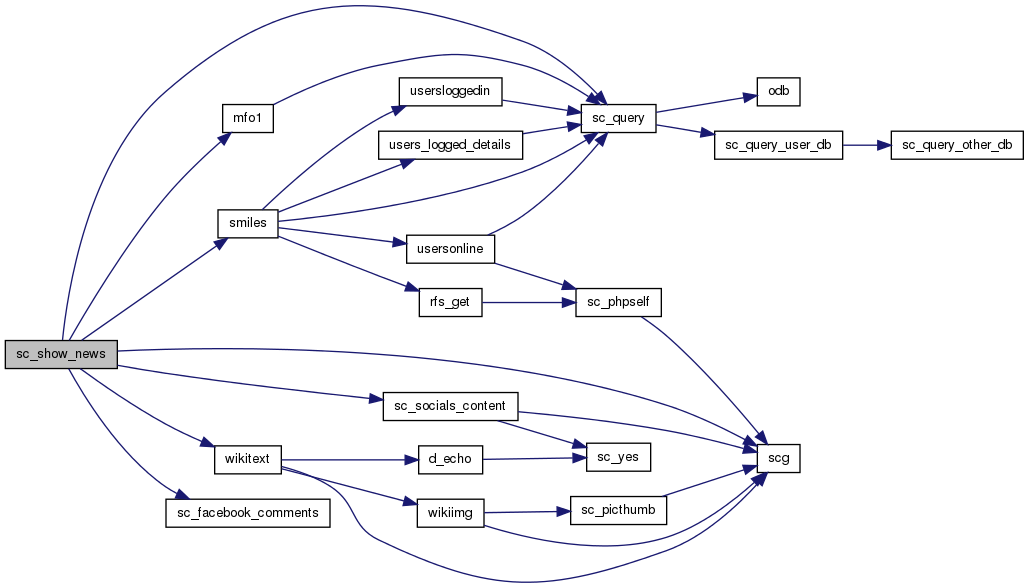 sc_show_news
mfo1
smiles
wikitext
sc_facebook_comments
usersloggedin
users_logged_details
usersonline
rfs_get
sc_socials_content
d_echo
wikiimg
sc_query
sc_phpself
sc_yes
sc_picthumb
odb
sc_query_user_db
scg
sc_query_other_db